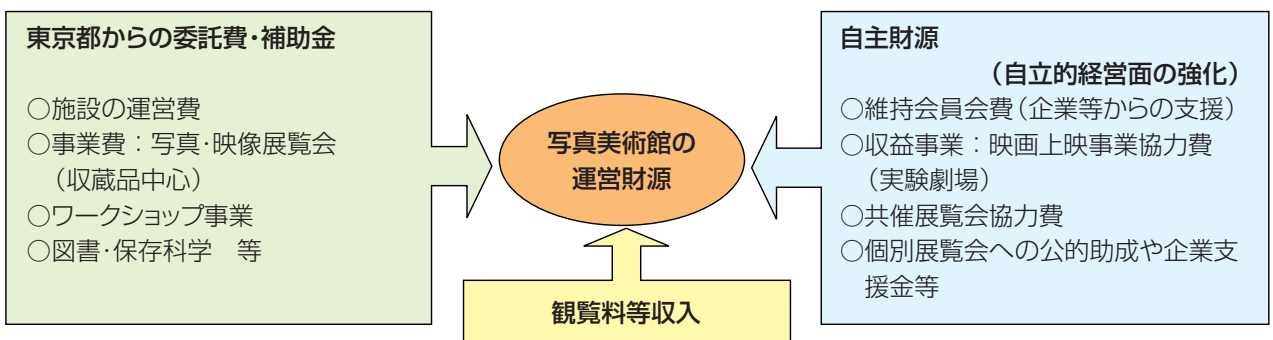 東京都からの委託費・補助金
○施設の運営費
○事業費：写真・映像展覧会
（収蔵品中心）
○ワークショップ事業
○図書・保存科学　等
写真美術館の
運営財源
観覧料等収入
自主財源
（自立的経営面の強化）
○維持会員会費（企業等からの支援）
○収益事業：映画上映事業協力費
（実験劇場）
○共催展覧会協力費
○個別展覧会への公的助成や企業支
援金等